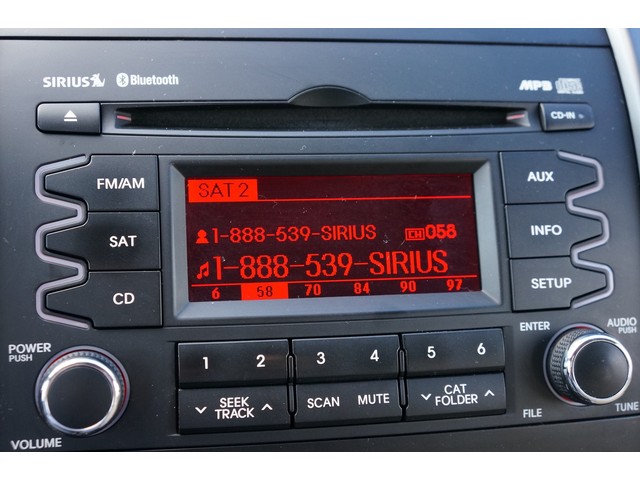 SIRIUS Bluetooth MP3
CD-IN
FM/AM
SAT
CD
SAT 2
1-888-539-SIRIUS CH 058
1-888-539-SIRIUS
6 58 70 84 90 97
AUX
INFO
SETUP
POWER
PUSH
VOLUME
1 2 3 4 5 6
SEEK
TRACK
SCAN MUTE
CAT
FOLDER
ENTER
AUDIO
PUSH
FILE
TUNE